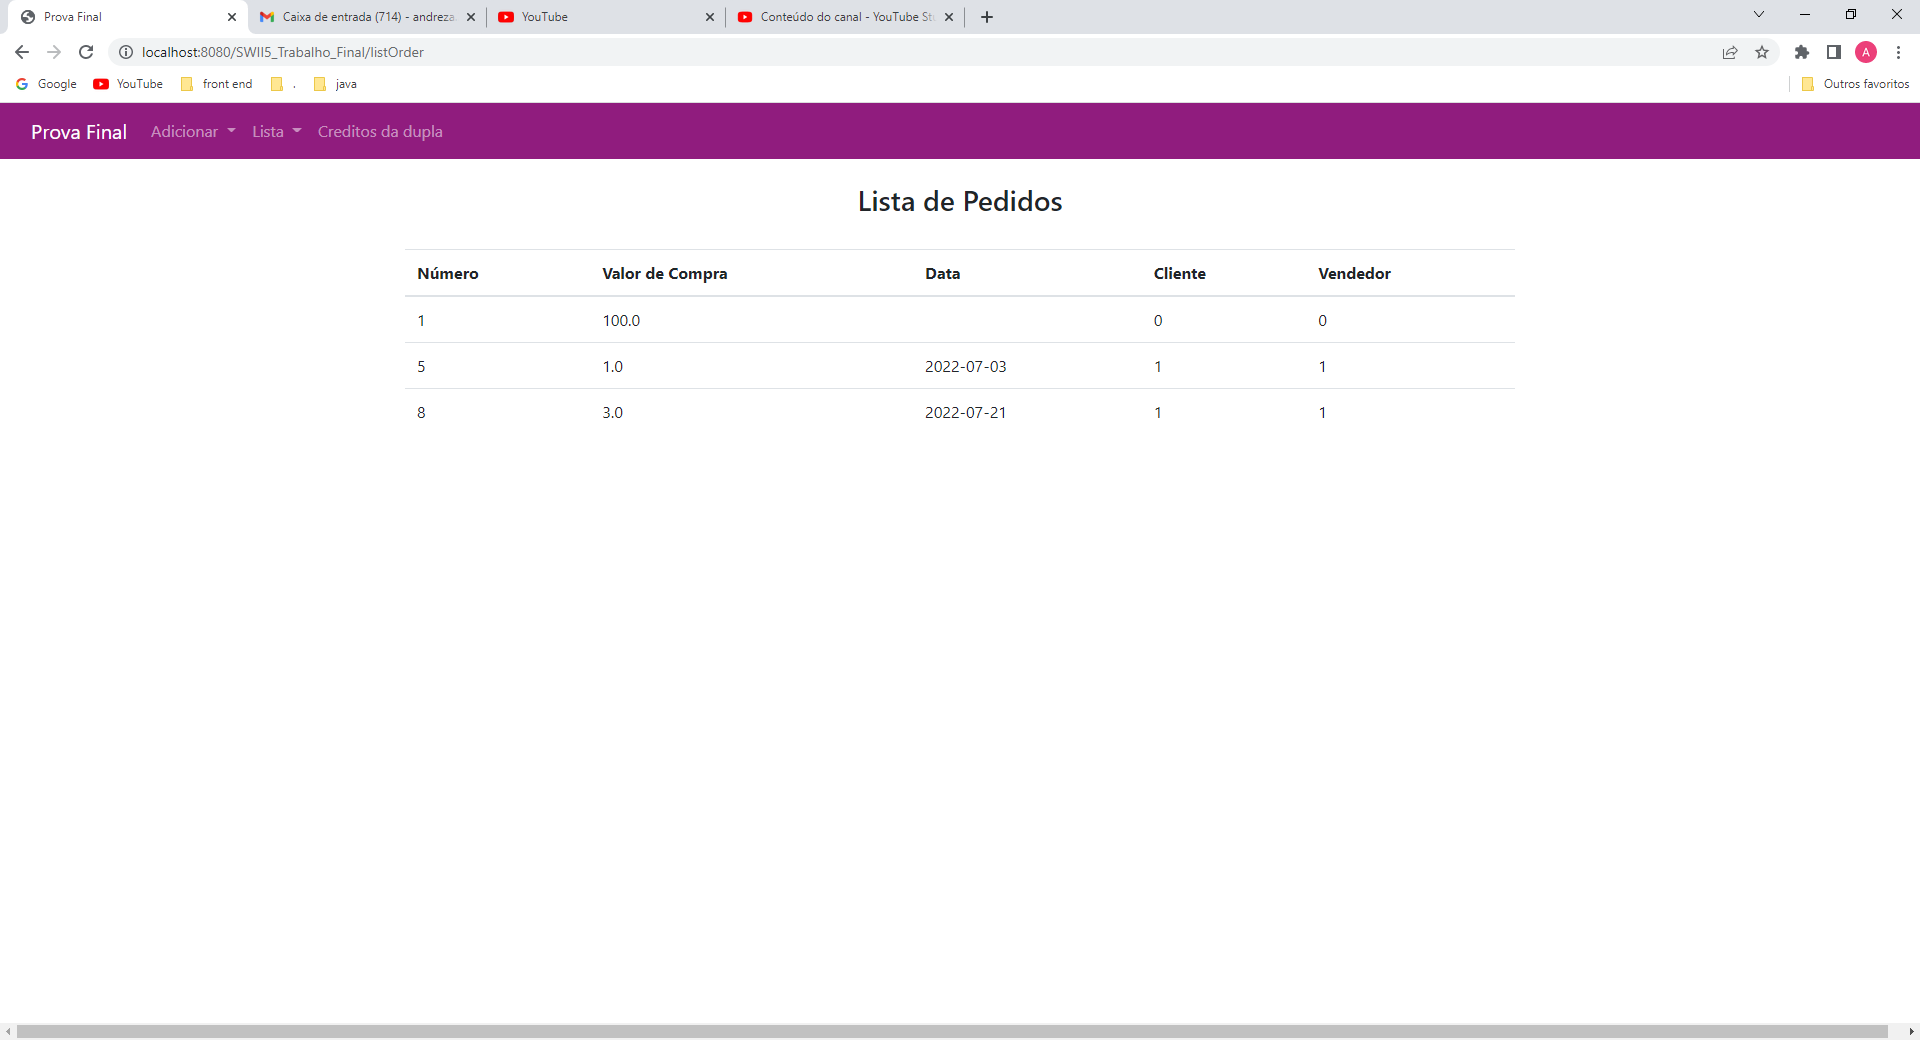 Prova Final
Caixa de entrada (714) - andreza.
YouTube
Conteúdo do canal - YouTube St
localhost:8080/SWII5_Trabalho_Final/listOrder
A
Google YouTube front end . java Outros favoritos
Prova Final Adicionar Lista Creditos da dupla
Lista de Pedidos
Número Valor de Compra Data Cliente Vendedor
1 100.0 0 0
5 1.0 2022-07-03 1 1
8 3.0 2022-07-21 1 1